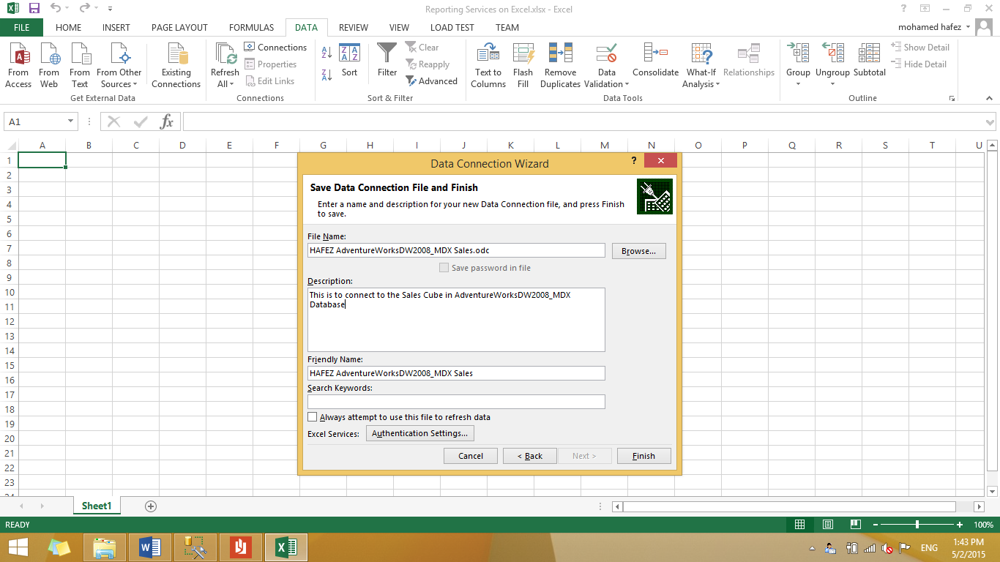 Reporting Services on Excel.xlsx - Excel
?
FILE HOME INSERT PAGE LAYOUT FORMULAS DATA REVIEW VIEW LOAD TEST TEAM mohamed hafez
From Access
From Web
From Text
From Other Sources
Existing Connections
Get External Data
Refresh All
Connections
Properties
Edit Links
Connections
Sort
Filter
Clear
Reapply
Advanced
Sort & Filter
Text to Columns
Flash Fill
Remove Duplicates
Data Validation
Consolidate
What-If Analysis
Relationships
Data Tools
Group
Ungroup
Subtotal
Show Detail
Hide Detail
Outline
A1 fx
A B C D E F G H I J K L M N O P Q R S T U
1
2
3
4
5
6
7
8
9
10
11
12
13
14
15
16
17
18
19
20
21
22
23
24
Data Connection Wizard ?
Save Data Connection File and Finish
Enter a name and description for your new Data Connection file, and press Finish
to save.
File Name:
HAFEZ AdventureWorksDW2008_MDX Sales.odc Browse...
Save password in file
Description:
This is to connect to the Sales Cube in AdventureWorksDW2008_MDX
Database
Friendly Name:
HAFEZ AdventureWorksDW2008_MDX Sales
Search Keywords:
Always attempt to use this file to refresh data
Excel Services: Authentication Settings...
Cancel < Back Next > Finish
Sheet1
READY 100%
ENG 1:43 PM
5/2/2015